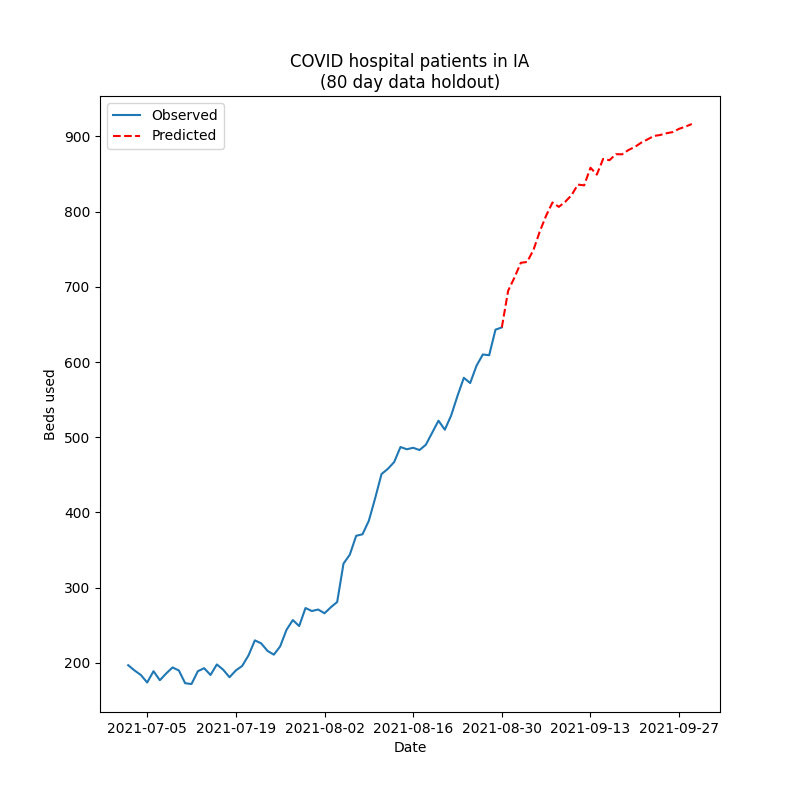 COVID hospital patients in IA
(80 day data holdout)
Observed
Predicted
900
800
700
600
500
400
300
200
Beds used
2021-07-05 2021-07-19 2021-08-02 2021-08-16 2021-08-30 2021-09-13 2021-09-27
Date